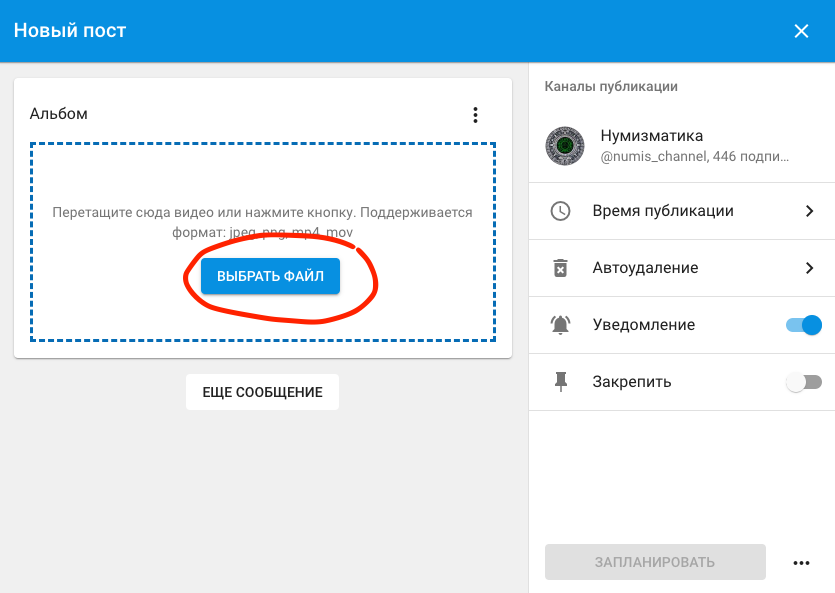 Новый пост
Альбом
Перетащите сюда видео или нажмите кнопку. Поддерживается
формат: jpeg, png, mp4, mov
ВЫБРАТЬ ФАЙЛ
ЕЩЕ СООБЩЕНИЕ
Каналы публикации
Нумизматика
@numis_channel, 446 подпи...
Время публикации
Автоудаление
Уведомление
Закрепить
ЗАПЛАНИРОВАТЬ